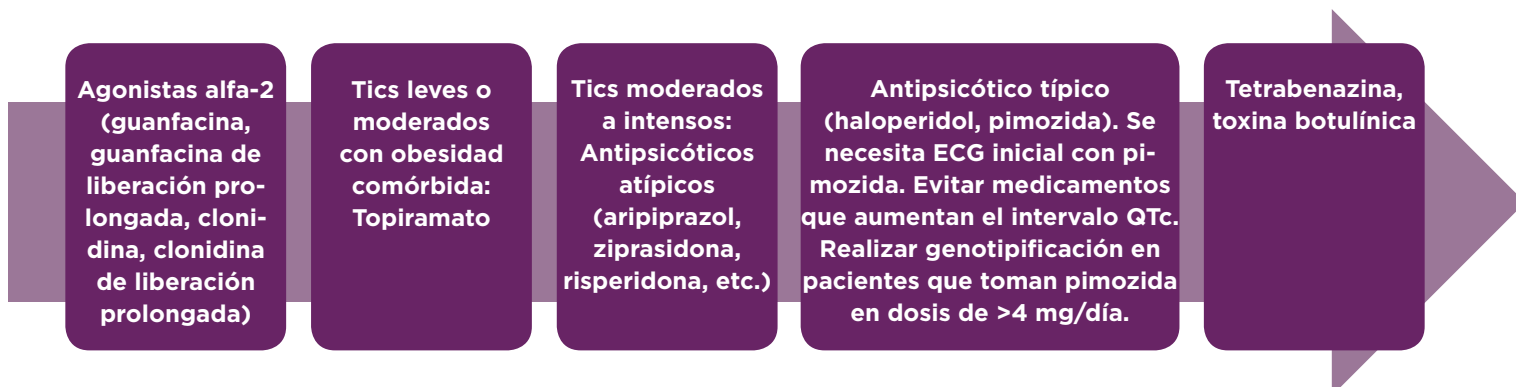 Agonistas alfa-2
(guanfacina,
guanfacina de
liberación pro-
longada, cloni-
dina, clonidina
de liberación
prolongada)
Tics leves o
moderados
con obesidad
comórbida:
Topiramato
Tics moderados
a intensos:
Antipsicóticos
atípicos
(aripiprazol,
ziprasidona,
risperidona, etc.)
Antipsicótico típico
(haloperidol, pimozida). Se
necesita ECG inicial con pi-
mozida. Evitar medicamentos
que aumentan el intervalo QTc.
Realizar genotipificación en
pacientes que toman pimozida
en dosis de >4 mg/día.
Tetrabenazina,
toxina botulínica